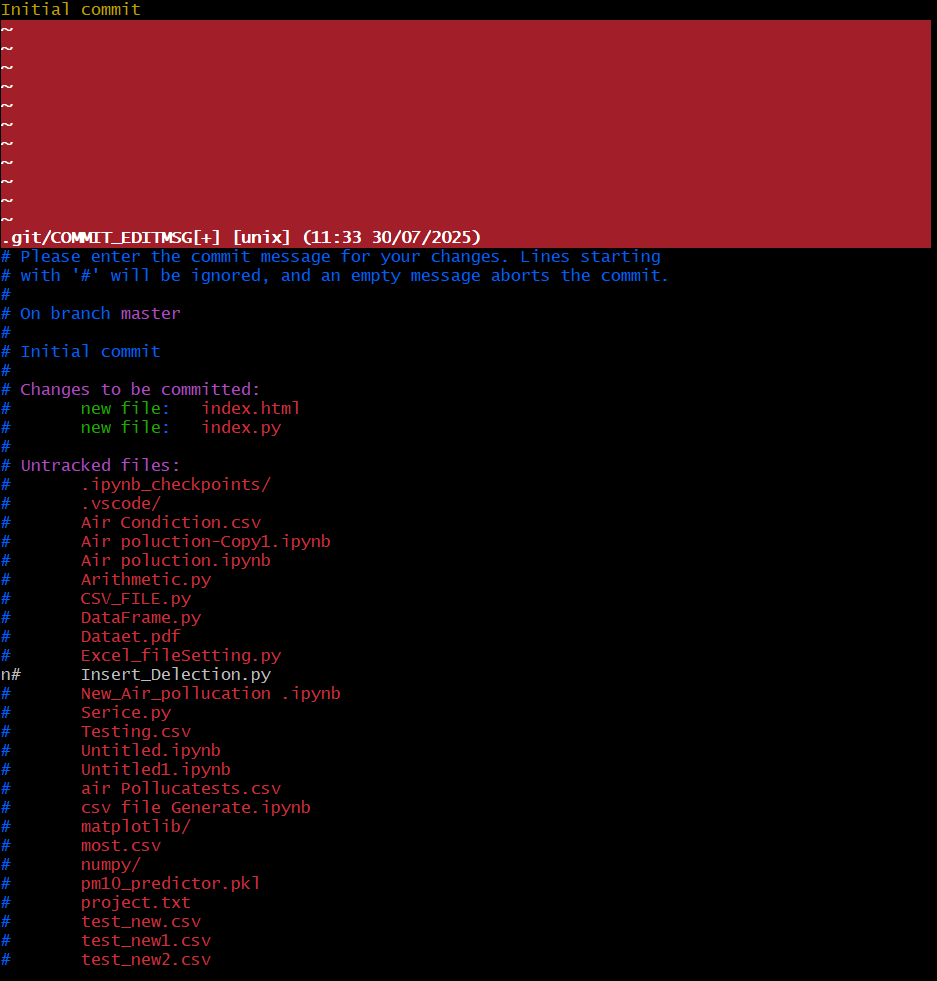 Initial commit
~
~
~
~
~
~
~
~
~
~
~
.git/COMMIT_EDITMSG[+] [unix] (11:33 30/07/2025)
# Please enter the commit message for your changes. Lines starting
# with '#' will be ignored, and an empty message aborts the commit.
#
# On branch master
#
# Initial commit
#
# Changes to be committed:
#       new file:   index.html
#       new file:   index.py
#
# Untracked files:
#       .ipynb_checkpoints/
#       .vscode/
#       Air Condiction.csv
#       Air poluction-Copy1.ipynb
#       Air poluction.ipynb
#       Arithmetic.py
#       CSV_FILE.py
#       DataFrame.py
#       Dataet.pdf
#       Excel_fileSetting.py
n#      Insert_Delection.py
#       New_Air_pollucation .ipynb
#       Serice.py
#       Testing.csv
#       Untitled.ipynb
#       Untitled1.ipynb
#       air Pollucatests.csv
#       csv file Generate.ipynb
#       matplotlib/
#       most.csv
#       numpy/
#       pm10_predictor.pkl
#       project.txt
#       test_new.csv
#       test_new1.csv
#       test_new2.csv